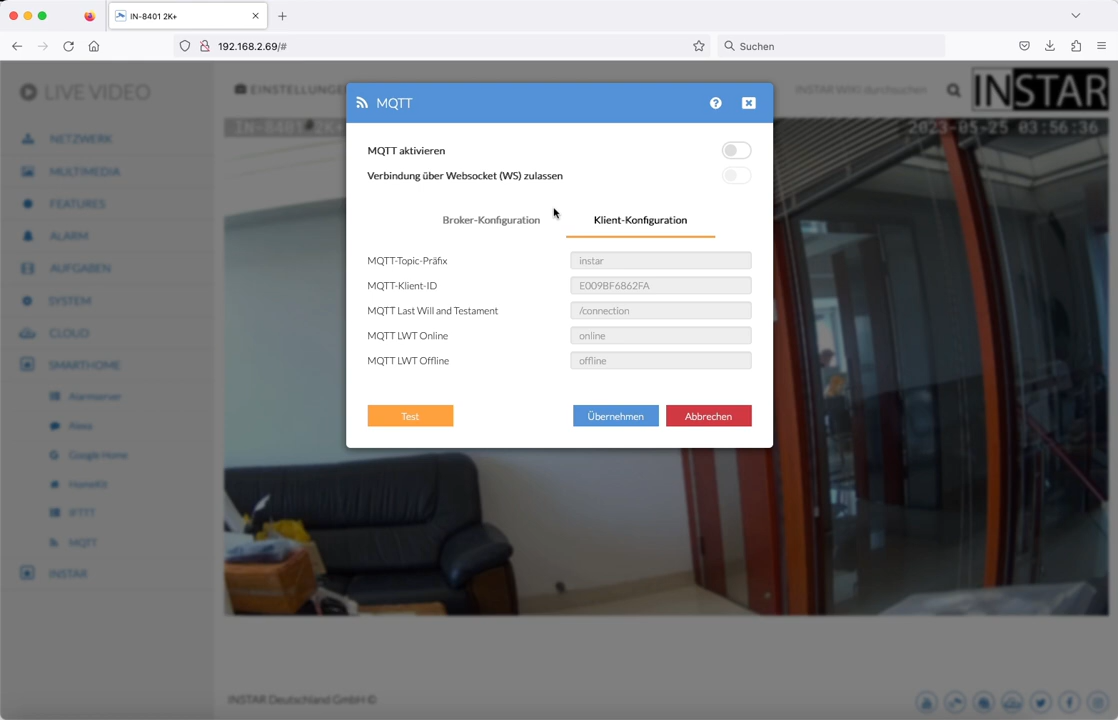 IN-8401 2K+
192.168.2.69/#
Suchen
LIVE VIDEO
EINSTELLUNGE
INSTAR WIKI durchsuchen
INSTAR
IN-8401 2K+
2023-05-25 03:56:36
NETZWERK
MULTIMEDIA
FEATURES
ALARM
AUFGABEN
SYSTEM
CLOUD
SMARTHOME
Alarmserver
Alexa
Google Home
HomeKit
IFTTT
MQTT
INSTAR
MQTT
MQTT aktivieren
Verbindung über Websocket (WS) zulassen
Broker-Konfiguration Klient-Konfiguration
MQTT-Topic-Präfix instar
MQTT-Klient-ID E009BF6862FA
MQTT Last Will and Testament /connection
MQTT LWT Online online
MQTT LWT Offline offline
Test Übernehmen Abbrechen
INSTAR Deutschland GmbH ©